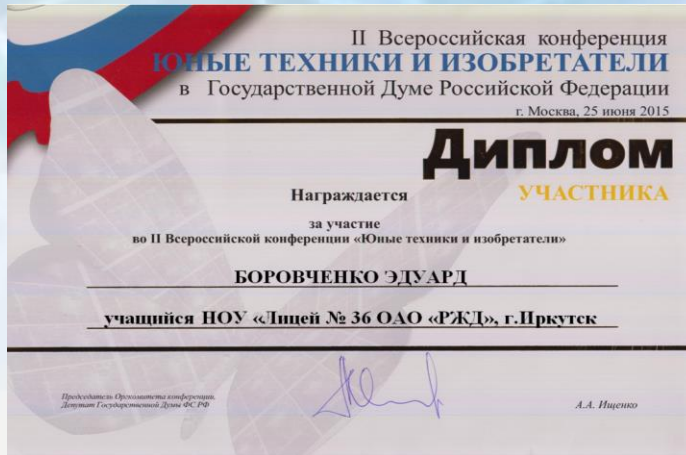 II Всероссийская конференция
ЮНЫЕ ТЕХНИКИ И ИЗОБРЕТАТЕЛИ
в Государственной Думе Российской Федерации
г. Москва, 25 июня 2015
Диплом
Награждается УЧАСТНИКА
за участие
во II Всероссийской конференции «Юные техники и изобретатели»
БОРОВЧЕНКО ЭДУАРД
учащийся НОУ «Лицей № 36 ОАО «РЖД», г.Иркутск
Председатель Оргкомитета конференции,
Депутат Государственной Думы ФС РФ
А.А. Ищенко